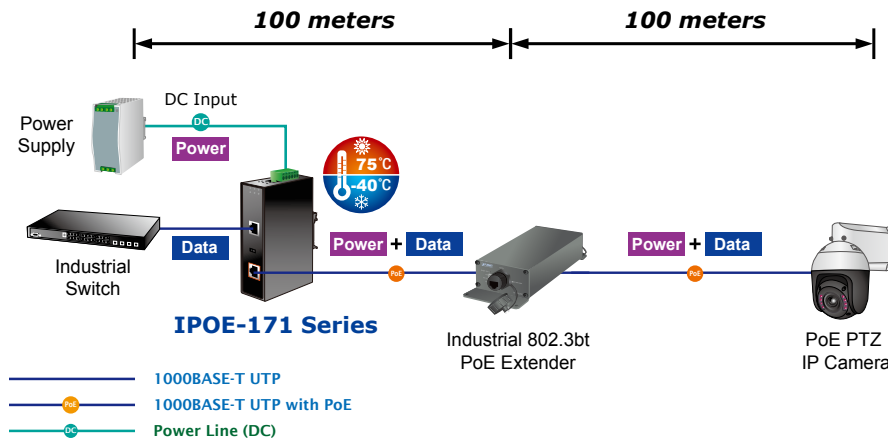 100 meters
100 meters
DC Input
DC
Power
Supply
Power
75°C
-40°C
Data
Industrial
Switch
Power + Data
PoE
Power + Data
PoE
IPOE-171 Series
Industrial 802.3bt
PoE Extender
PoE PTZ
IP Camera
1000BASE-T UTP
PoE
1000BASE-T UTP with PoE
DC
Power Line (DC)